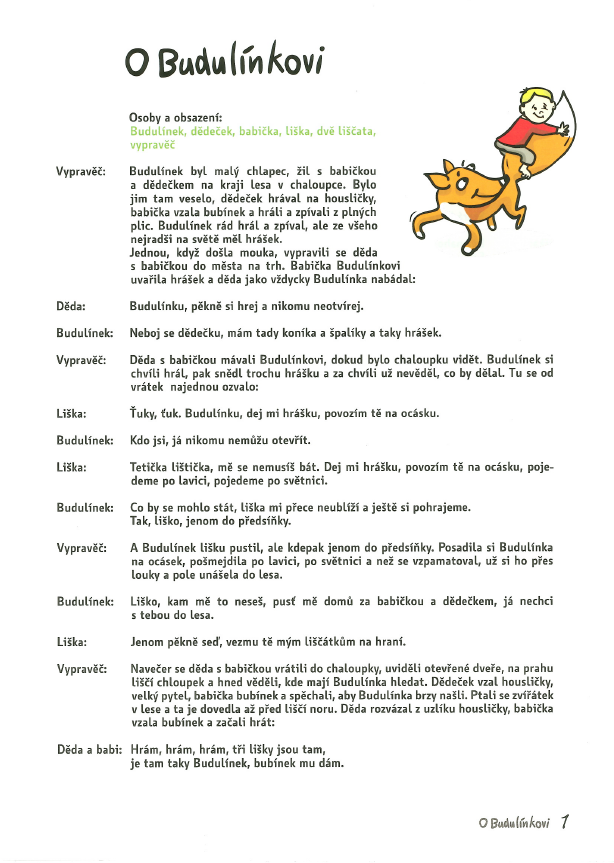 O Budulínkovi
Osoby a obsazení:
Budulínek, dědeček, babička, liška, dvě liščata,
vypravěč
Vypravěč: Budulínek byl malý chlapec, žil s babičkou
a dědečkem na kraji lesa v chaloupce. Bylo
jim tam veselo, dědeček hrával na housličky,
babička vzala bubínek a hráli a zpívali z plných
plic. Budulínek rád hrál a zpíval, ale ze všeho
nejradši na světě měl hrášek.
Jednou, když došla mouka, vypravili se děda
s babičkou do města na trh. Babička Budulínkovi
uvařila hrášek a děda jako vždycky Budulínka nabádal:
Děda: Budulínku, pěkně si hrej a nikomu neotvírej.
Budulínek: Neboj se dědečku, mám tady koníka a špalíky a taky hrášek.
Vypravěč: Děda s babičkou mávali Budulínkovi, dokud bylo chaloupku vidět. Budulínek si
chvíli hrál, pak snědl trochu hrášku a za chvíli už nevěděl, co by dělal. Tu se od
vrátek najednou ozvalo:
Liška: Ťuky, ťuk. Budulínku, dej mi hrášku, povozím tě na ocásku.
Budulínek: Kdo jsi, já nikomu nemůžu otevřít.
Liška: Tetička lištička, mě se nemusíš bát. Dej mi hrášku, povozím tě na ocásku, poje-
deme po lavici, pojedeme po světnici.
Budulínek: Co by se mohlo stát, liška mi přece neublíží a ještě si pohrajeme.
Tak, liško, jenom do předsíňky.
Vypravěč: A Budulínek lišku pustil, ale kdepak jenom do předsíňky. Posadila si Budulínka
na ocásek, pošmejdila po lavici, po světnici a než se vzpamatoval, už si ho přes
louky a pole unášela do lesa.
Budulínek: Liško, kam mě to neseš, pusť mě domů za babičkou a dědečkem, já nechci
s tebou do lesa.
Liška: Jenom pěkně seď, vezmu tě mým liščátkům na hraní.
Vypravěč: Navečer se děda s babičkou vrátili do chaloupky, uviděli otevřené dveře, na prahu
liščí chloupek a hned věděli, kde mají Budulínka hledat. Dědeček vzal housličky,
velký pytel, babička bubínek a spěchali, aby Budulínka brzy našli. Ptali se zvířátek
v lese a ta je dovedla až před liščí noru. Děda rozvázal z uzlíku housličky, babička
vzala bubínek a začali hrát:
Děda a babi: Hrám, hrám, hrám, tři lišky jsou tam,
je tam taky Budulínek, bubínek mu dám.
O Budulínkovi 1